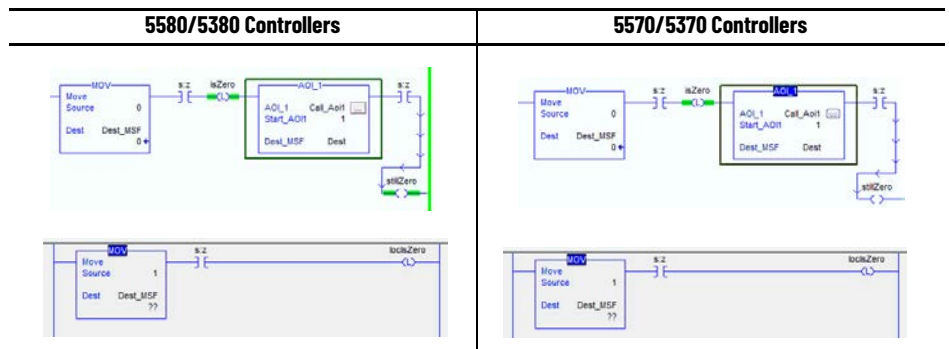 5580/5380 Controllers
5570/5370 Controllers
MOV
Move
Source 0
Dest Dest_MSF
0
s:z
isZero
L
AOI_1
AOI_1 Call_Aoi1 ...
Start_AOI1 1
Dest_MSF Dest
s:z
stillZero
MOV
Move
Source 0
Dest Dest_MSF
0
s:z
isZero
L
AOI_1
AOI_1 Call_Aoi1 ...
Start_AOI1 1
Dest_MSF Dest
s:z
stillZero
MOV
Move
Source 1
Dest Dest_MSF
??
s:z
locIsZero
L
MOV
Move
Source 1
Dest Dest_MSF
??
s:z
locIsZero
L